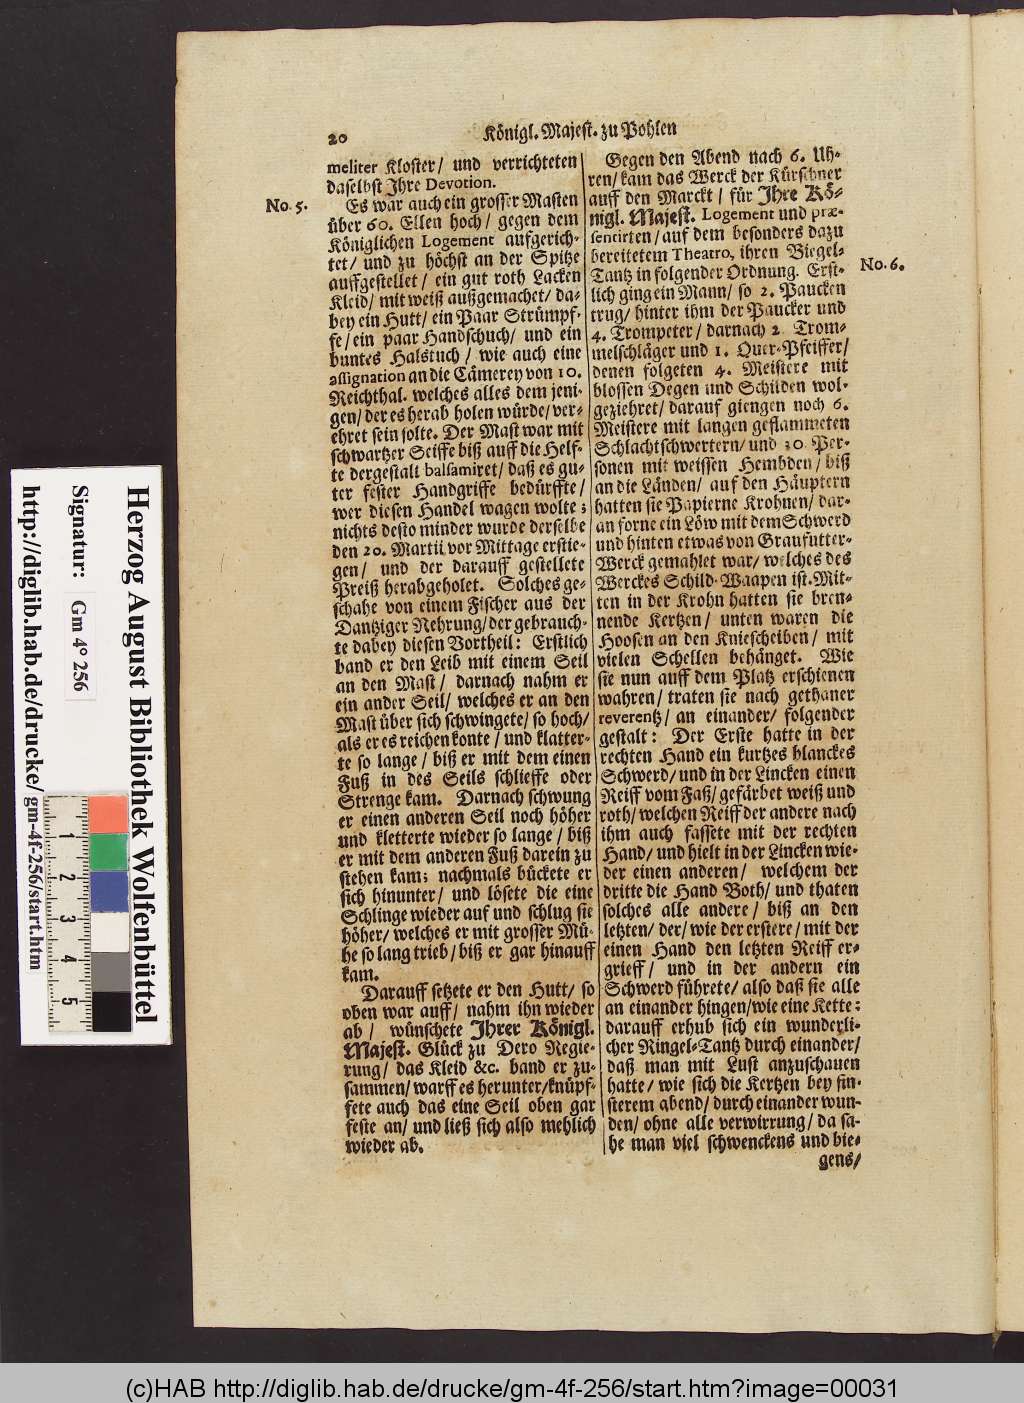 20
Königl. Majest. zu Pohlen
meliter Kloster/ und verrichteten
daselbst Jhre Devotion.
No. 5.
Es war auch ein grosser Masten
über 60. Ellen hoch/ gegen dem
Königlichen Logement aufgerich-
tet/ und zu höchst an der Spitze
auffgestellet/ ein gut roth Lacken
Kleid/ mit weiß außgemachet/ da-
bey ein Hutt/ ein Paar Strümpf-
fe/ ein paar Handschuch/ und ein
buntes Halstuch/ wie auch eine
assignation an die Cämerey von 10.
Reichthal. welches alles dem jeni-
gen/ der es herab holen würde/ ver-
ehret sein solte. Der Mast war mit
schwartzer Seiffe biß auff die Helf-
te dergestalt balsamiret/ daß es gu-
ter fester Handgriffe bedürffte/
wer diesen Handel wagen wolte;
nichts desto minder wurde derselbe
den 20. Martii vor Mittage erstie-
gen/ und der darauff gestellete
Preiß herabgeholet. Solches ge-
schahe von einem Fischer aus der
Dantziger Nehrung/ der gebrauch-
te dabey diesen Vortheil: Erstlich
band er den Leib mit einem Seil
an den Mast/ darnach nahm er
ein ander Seil/ welches er an den
Mast über sich schwingete/ so hoch/
als er es reichen konte/ und klatter-
te so lange/ biß er mit dem einen
Fuß in des Seils schlieffe oder
Strenge kam. Darnach schwung
er einen anderen Seil noch höher
und kletterte wieder so lange/ biß
er mit dem anderen Fuß darein zu
stehen kam; nachmals bückete er
sich hinunter/ und lösete die eine
Schlinge wieder auf und schlug sie
höher/ welches er mit grosser Mü-
he so lang trieb/ biß er gar hinauff
kam.
Darauff setzete er den Hutt/ so
oben war auff/ nahm ihn wieder
ab/ wünschete Jhrer Königl.
Majest. Glück zu Dero Regie-
rung/ das Kleid &c. band er zu-
sammen/ warff es herunter/ knüpf-
fete auch das eine Seil oben gar
feste an/ und ließ sich also mehlich
wieder ab.
Gegen den Abend nach 6. Uh-
ren/ kam das Werck der Kürschner
auff den Marckt/ für Jhre Kö-
nigl. Majest. Logement und præ-
sentirten/ auf dem besonders dazu
bereitetem Theatro, ihren Biegel-
No. 6.
Tantz in folgender Ordnung. Erst-
lich ging ein Mann/ so 2. Paucken
trug/ hinter ihm der Paucker und
4. Trompeter/ darnach 2. Trom-
melschläger und 1. Quer-Pfeiffer/
denen folgeten 4. Meistere mit
blossen Degen und Schilden wol-
geziehret/ darauf giengen noch 6.
Meistere mit langen geflammeten
Schlachtschwertern/ und 30. Per-
sonen mit weissen Hembden/ biß
an die Länden/ auf den Häuptern
hatten sie Papierne Krohnen/ dar-
an forne ein Löw mit dem Schwerd
und hinten etwas von Graufutter-
Werck gemahlet war/ welches des
Werckes Schild-Waapen ist. Mit-
ten in der Krohn hatten sie bren-
nende Kertzen/ unten waren die
Hoosen an den Kniescheiben/ mit
vielen Schellen behänget. Wie
sie nun auff dem Platz erschienen
wahren/ traten sie nach gethaner
reverentz/ an einander/ folgender
gestalt: Der Erste hatte in der
rechten Hand ein kurtzes blanckes
Schwerd/ und in der Lincken einen
Reiff vom Faß/ gefärbet weiß und
roth/ welchen Reiff der andere nach
ihm auch fassete mit der rechten
Hand/ und hielt in der Lincken wie-
der einen anderen/ welchem der
dritte die Hand Both/ und thaten
solches alle andere/ biß an den
letzten/ der/ wie der erstere/ mit der
einen Hand den letzten Reiff er-
grieff/ und in der andern ein
Schwerd führete/ also daß sie alle
an einander hingen/ wie eine Kette:
darauff erhub sich ein wunderli-
cher Ringel-Tantz durch einander/
daß man mit Lust anzuschauen
hatte/ wie sich die Kertzen bey fin-
sterem abend/ durch einander wun-
den/ ohne alle verwirrung/ da sa-
he man viel schwenckens und bie-
gens/
Herzog August Bibliothek Wolfenbüttel
Signatur: Gm 4° 256
http://diglib.hab.de/drucke/gm-4f-256/start.htm
1 2 3 4 5
(c)HAB http://diglib.hab.de/drucke/gm-4f-256/start.htm?image=00031